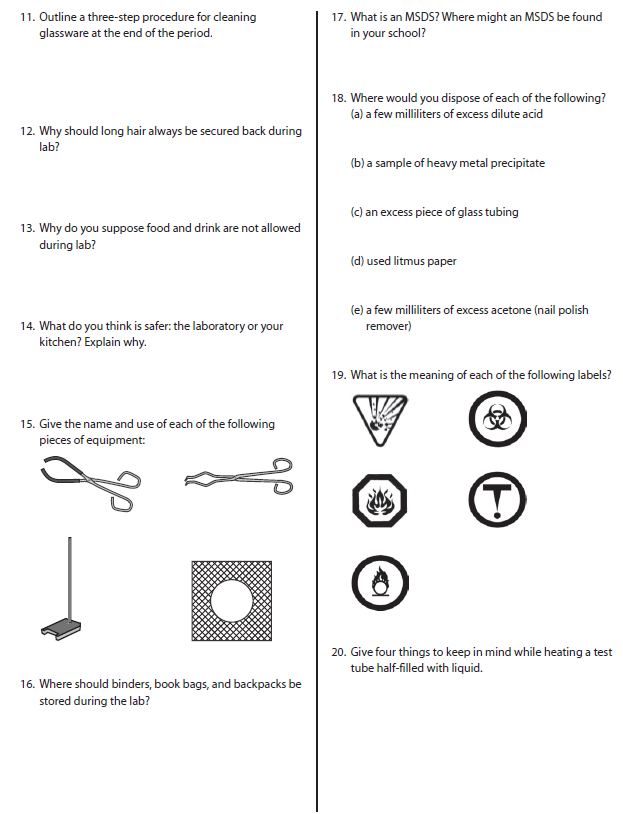 11. Outline a three-step procedure for cleaning
glassware at the end of the period.
12. Why should long hair always be secured back during
lab?
13. Why do you suppose food and drink are not allowed
during lab?
14. What do you think is safer: the laboratory or your
kitchen? Explain why.
15. Give the name and use of each of the following
pieces of equipment:
16. Where should binders, book bags, and backpacks be
stored during the lab?
17. What is an MSDS? Where might an MSDS be found
in your school?
18. Where would you dispose of each of the following?
(a) a few milliliters of excess dilute acid
(b) a sample of heavy metal precipitate
(c) an excess piece of glass tubing
(d) used litmus paper
(e) a few milliliters of excess acetone (nail polish
remover)
19. What is the meaning of each of the following labels?
20. Give four things to keep in mind while heating a test
tube half-filled with liquid.